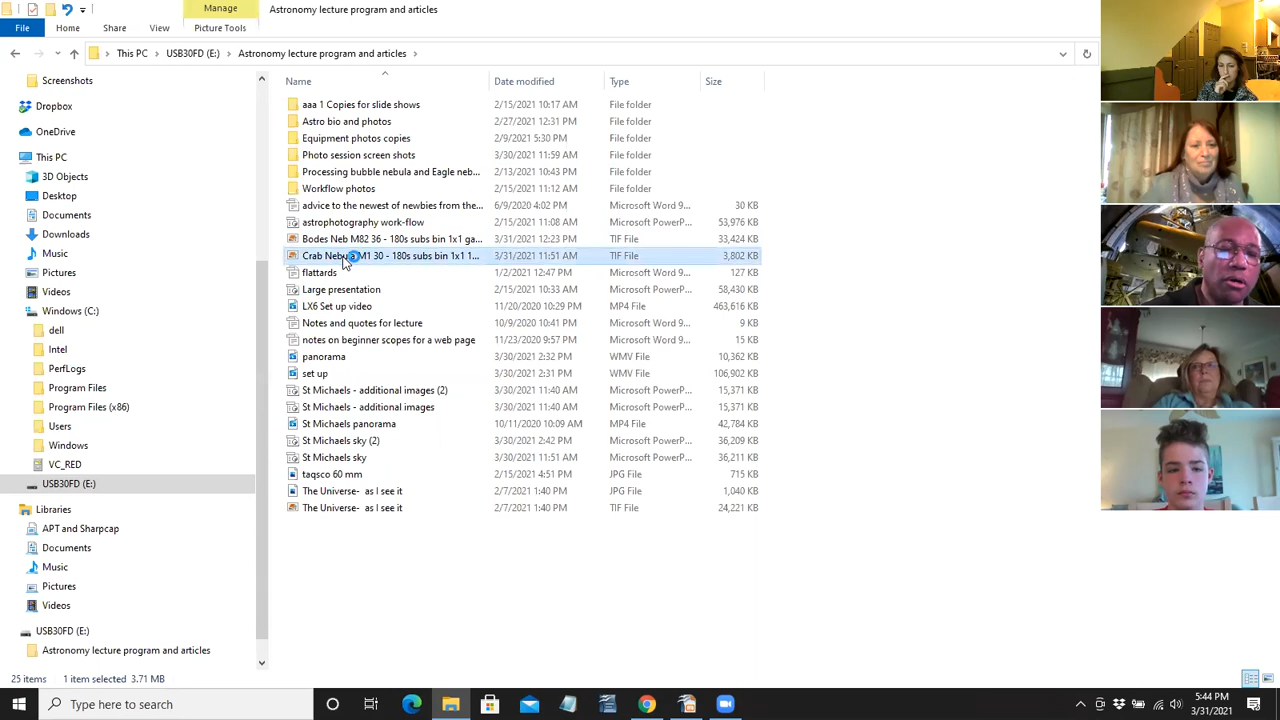 Manage
Astronomy lecture program and articles
File
Home
Share
View
Picture Tools
This PC
USB30FD (E:)
Astronomy lecture program and articles
Screenshots
Dropbox
OneDrive
This PC
3D Objects
Desktop
Documents
Downloads
Music
Pictures
Videos
Windows (C:)
dell
Intel
PerfLogs
Program Files
Program Files (x86)
Users
Windows
VC_RED
USB30FD (E:)
Libraries
APT and Sharpcap
Documents
Music
Pictures
Videos
USB30FD (E:)
Astronomy lecture program and articles
Name Date modified Type Size
aaa 1 Copies for slide shows 2/15/2021 10:17 AM File folder
Astro bio and photos 2/27/2021 12:31 PM File folder
Equipment photos copies 2/9/2021 5:30 PM File folder
Photo session screen shots 3/30/2021 11:59 AM File folder
Processing bubble nebula and Eagle neb... 2/13/2021 10:43 PM File folder
Workflow photos 2/15/2021 11:12 AM File folder
advice to the newest of newbies from the... 6/9/2020 4:02 PM Microsoft Word 9... 30 KB
astrophotography work-flow 2/15/2021 11:08 AM Microsoft PowerP... 53,976 KB
Bodes Neb M82 36 - 180s subs bin 1x1 ga... 3/31/2021 12:23 PM TIF File 33,424 KB
Crab Nebula M1 30 - 180s subs bin 1x1 1... 3/31/2021 11:51 AM TIF File 3,802 KB
flattards 1/2/2021 12:47 PM Microsoft Word 9... 127 KB
Large presentation 2/15/2021 10:33 AM Microsoft PowerP... 58,430 KB
LX6 Set up video 11/20/2020 10:29 PM MP4 File 463,616 KB
Notes and quotes for lecture 10/9/2020 10:41 PM Microsoft Word 9... 9 KB
notes on beginner scopes for a web page 11/23/2020 9:57 PM Microsoft Word 9... 15 KB
panorama 3/30/2021 2:32 PM WMV File 10,362 KB
set up 3/30/2021 2:31 PM WMV File 106,902 KB
St Michaels - additional images (2) 3/30/2021 11:40 AM Microsoft PowerP... 15,371 KB
St Michaels - additional images 3/30/2021 11:40 AM Microsoft PowerP... 15,371 KB
St Michaels panorama 10/11/2020 10:09 AM MP4 File 42,784 KB
St Michaels sky (2) 3/30/2021 2:42 PM Microsoft PowerP... 36,209 KB
St Michaels sky 3/30/2021 11:51 AM Microsoft PowerP... 36,211 KB
taqsco 60 mm 2/15/2021 4:51 PM JPG File 715 KB
The Universe- as I see it 2/7/2021 1:40 PM JPG File 1,040 KB
The Universe- as I see it 2/7/2021 1:40 PM TIF File 24,221 KB
25 items 1 item selected 3.71 MB
Type here to search
5:44 PM
3/31/2021